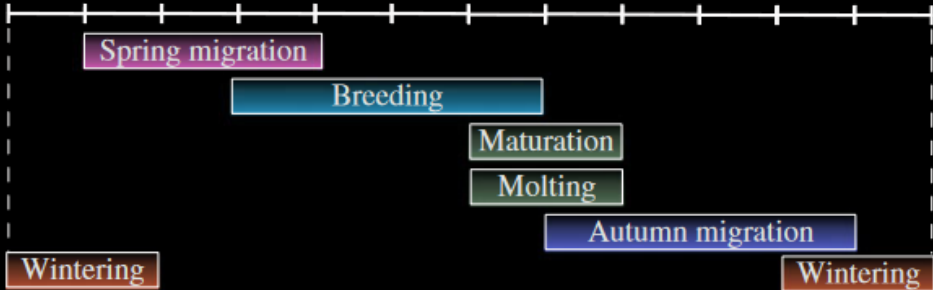 Spring migration
Breeding
Maturation
Molting
Autumn migration
Wintering
Wintering